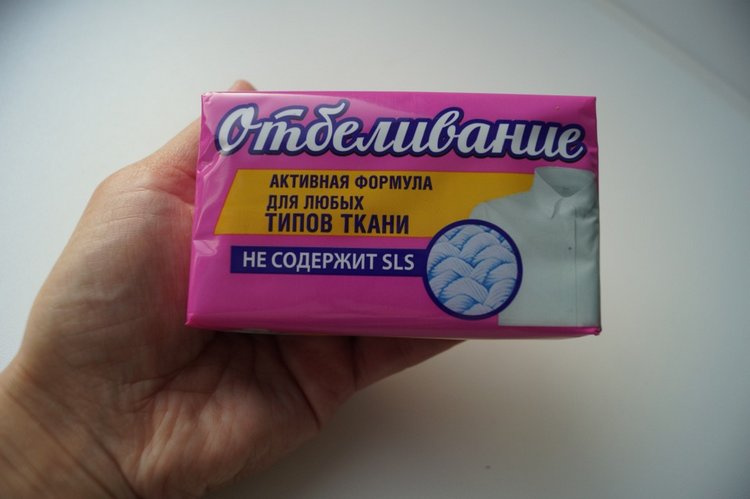 Отбеливание
АКТИВНАЯ ФОРМУЛА
ДЛЯ ЛЮБЫХ
ТИПОВ ТКАНИ
НЕ СОДЕРЖИТ SLS